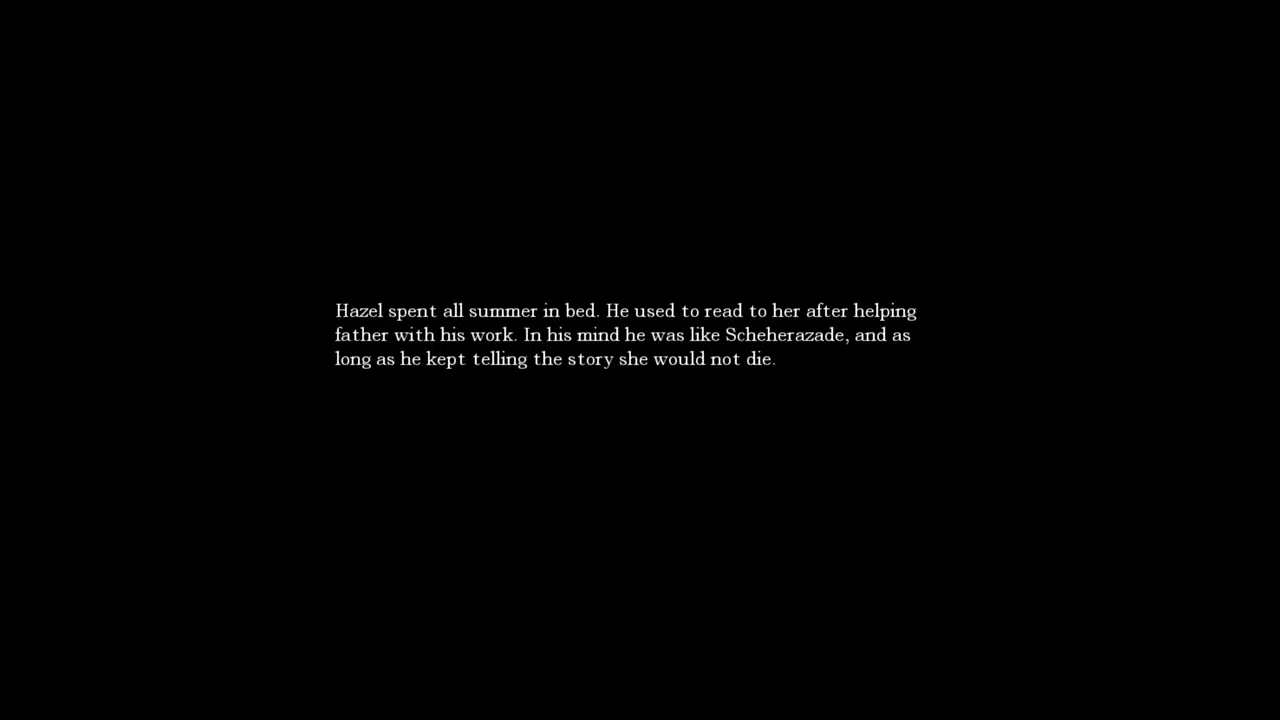 Hazel spent all summer in bed. He used to read to her after helping
father with his work. In his mind he was like Scheherazade, and as
long as he kept telling the story she would not die.